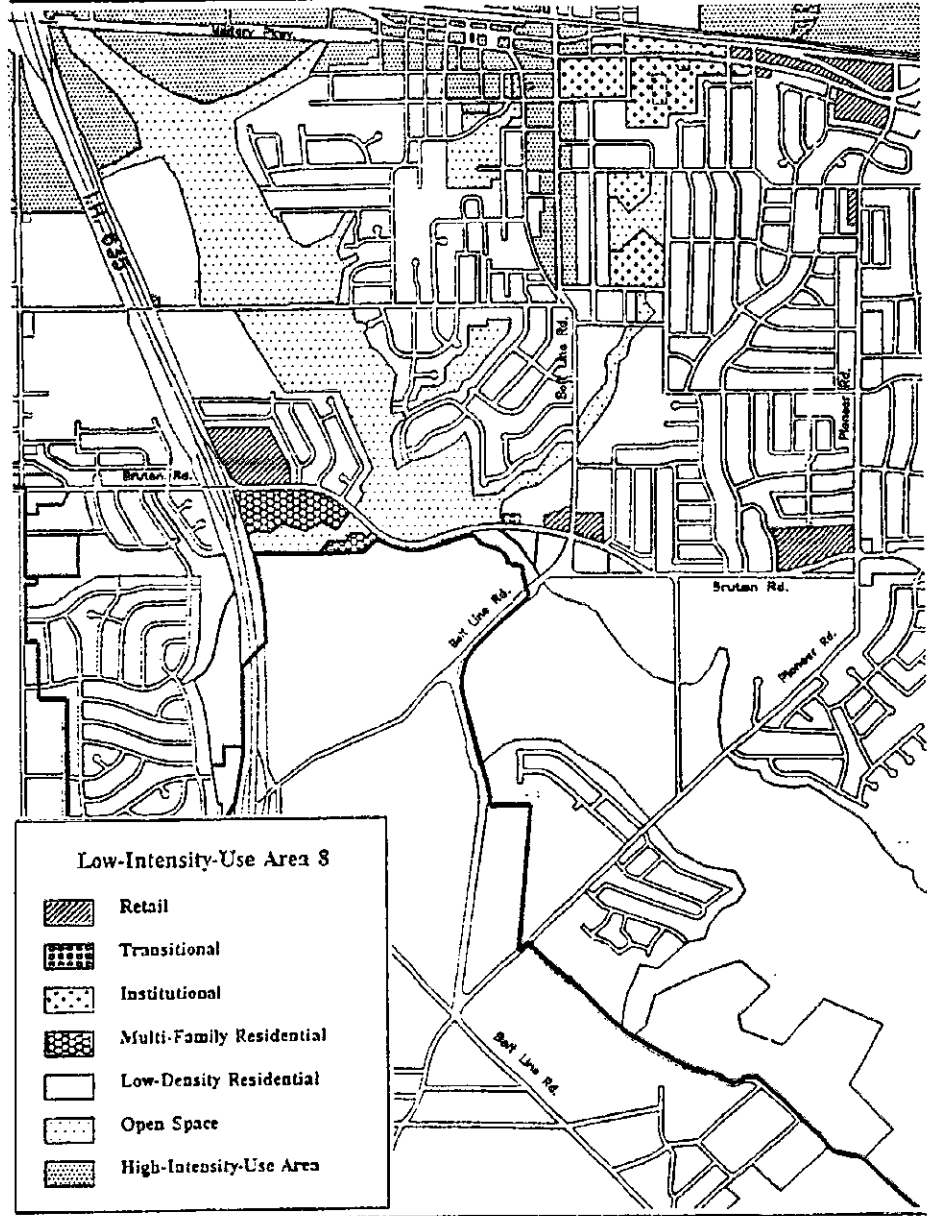 Military Pkwy.
I.H. 635
Belt Line Rd.
Pioneer Rd.
Bruton Rd.
Bruton Rd.
Belt Line Rd.
Pioneer Rd.
Belt Line Rd.
Low-Intensity-Use Area 8
Retail
Transitional
Institutional
Multi-Family Residential
Low-Density Residential
Open Space
High-Intensity-Use Area